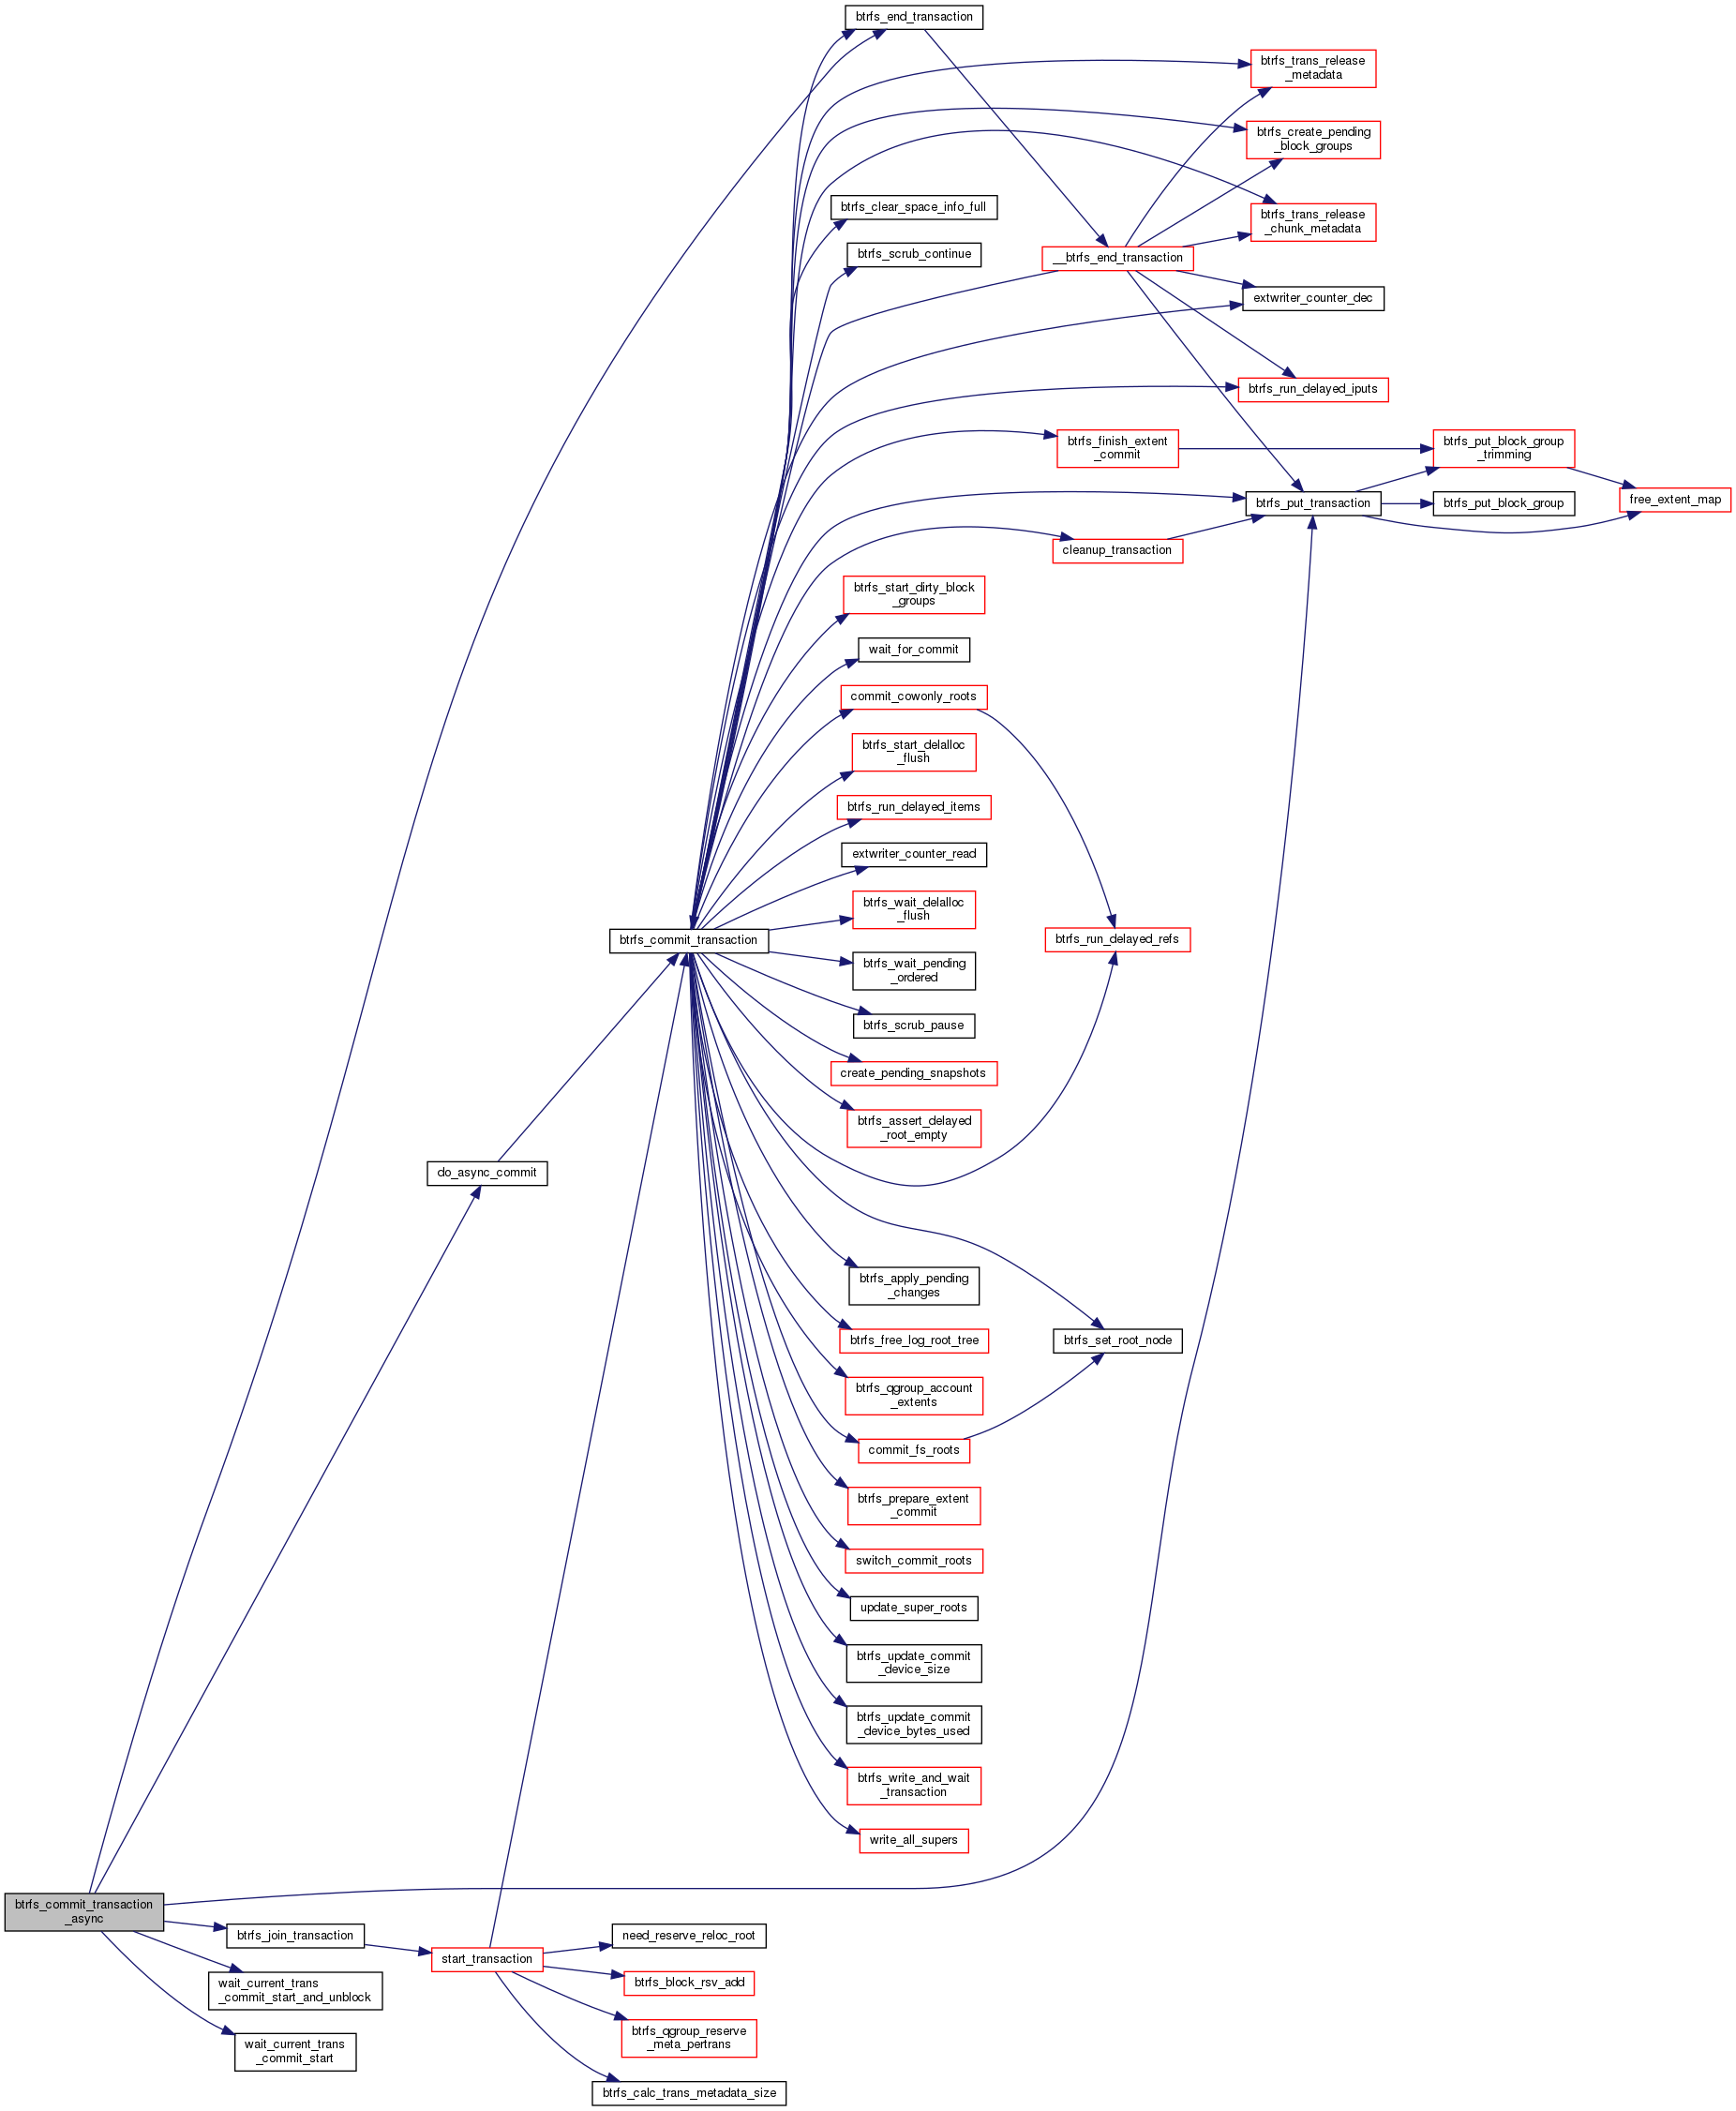 btrfs_end_transaction
btrfs_trans_release
_metadata
btrfs_create_pending
_block_groups
btrfs_clear_space_info_full
btrfs_trans_release
_chunk_metadata
btrfs_scrub_continue
__btrfs_end_transaction
extwriter_counter_dec
btrfs_run_delayed_iputs
btrfs_finish_extent
_commit
btrfs_put_block_group
_trimming
btrfs_put_transaction
btrfs_put_block_group
free_extent_map
cleanup_transaction
btrfs_start_dirty_block
_groups
wait_for_commit
commit_cowonly_roots
btrfs_start_delalloc
_flush
btrfs_run_delayed_items
extwriter_counter_read
btrfs_wait_delalloc
_flush
btrfs_commit_transaction
btrfs_run_delayed_refs
btrfs_wait_pending
_ordered
btrfs_scrub_pause
create_pending_snapshots
btrfs_assert_delayed
_root_empty
do_async_commit
btrfs_apply_pending
_changes
btrfs_free_log_root_tree
btrfs_set_root_node
btrfs_qgroup_account
_extents
commit_fs_roots
btrfs_prepare_extent
_commit
switch_commit_roots
update_super_roots
btrfs_update_commit
_device_size
btrfs_update_commit
_device_bytes_used
btrfs_write_and_wait
_transaction
write_all_supers
btrfs_commit_transaction
_async
btrfs_join_transaction
start_transaction
need_reserve_reloc_root
wait_current_trans
_commit_start_and_unblock
btrfs_block_rsv_add
btrfs_qgroup_reserve
_meta_pertrans
wait_current_trans
_commit_start
btrfs_calc_trans_metadata_size